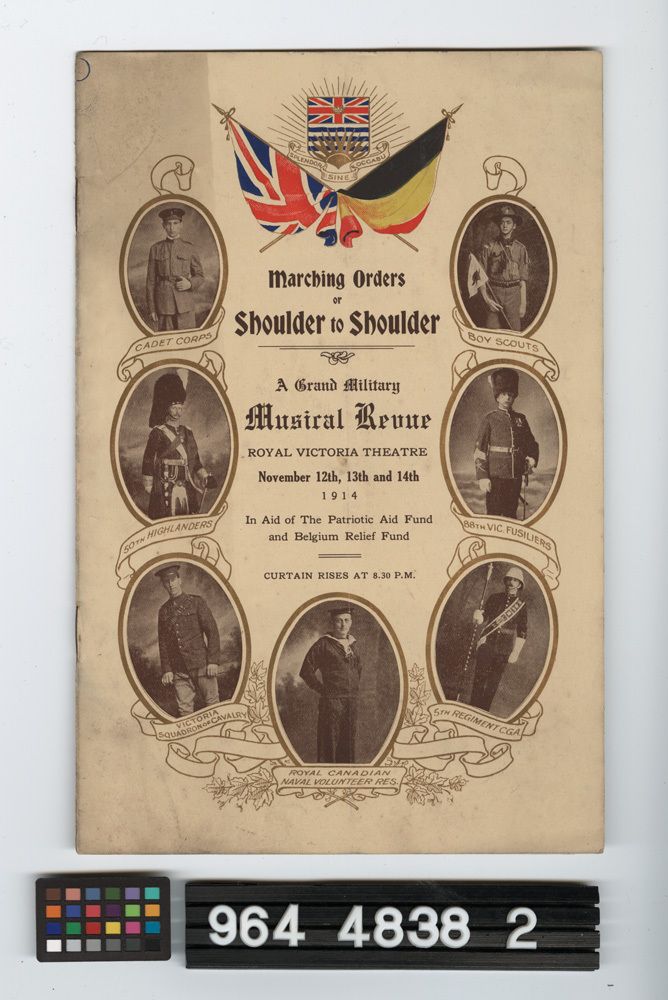 SPLENDOR SINE OCCASU
Marching Orders
or
Shoulder to Shoulder
A Grand Military
Musical Revue
ROYAL VICTORIA THEATRE
November 12th, 13th and 14th
1914
In Aid of The Patriotic Aid Fund
and Belgium Relief Fund
CURTAIN RISES AT 8.30 P.M.
CADET CORPS
BOY SCOUTS
50TH HIGHLANDERS
88TH VIC. FUSILIERS
VICTORIA
SQUADRON OF CAVALRY
5TH REGIMENT C.G.A.
ROYAL CANADIAN
NAVAL VOLUNTEER RES.
964 4838 2